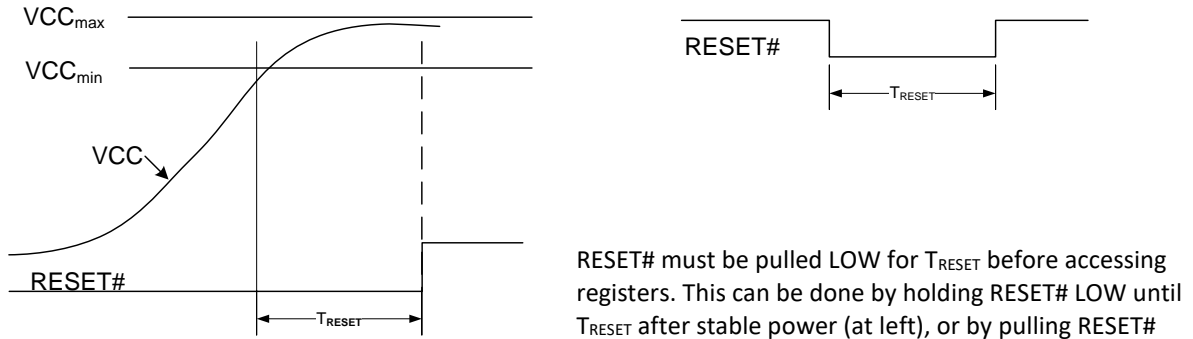 VCCmax
VCCmin
VCC
RESET#
TRESET
RESET#
TRESET
RESET# must be pulled LOW for TRESET before accessing
registers. This can be done by holding RESET# LOW until
TRESET after stable power (at left), or by pulling RESET#